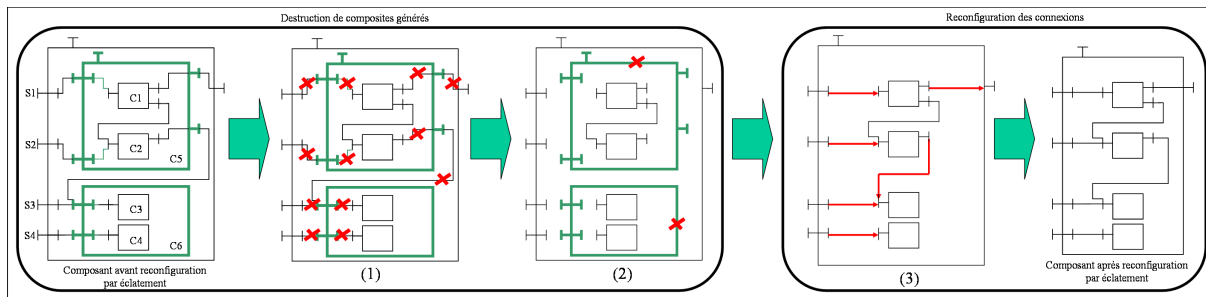 Destruction de composites générés
Reconfiguration des connexions
S1
C1
S2
C2
C5
S3
C3
S4
C4
C6
Composant avant reconfiguration
par éclatement
(1)
(2)
(3)
Composant après reconfiguration
par éclatement